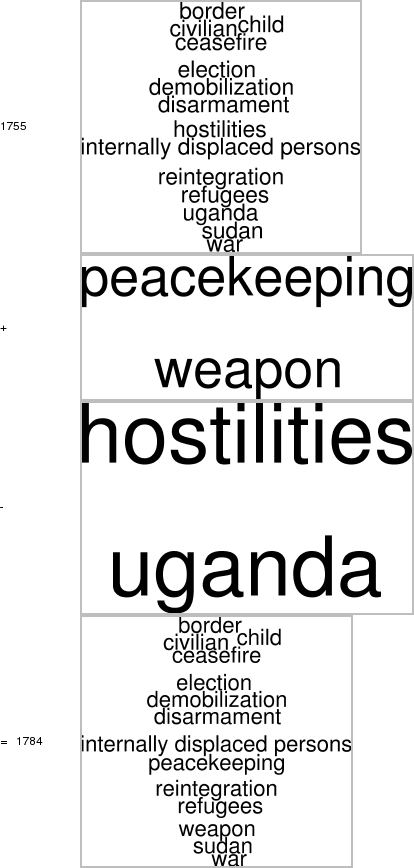 border
civilian child
ceasefire
election
demobilization
disarmament
1755
hostilities
internally displaced persons
reintegration
refugees
uganda
sudan
war
peacekeeping
+
weapon
hostilities
-
uganda
border
civilian child
ceasefire
election
demobilization
disarmament
= 1784
internally displaced persons
peacekeeping
reintegration
refugees
weapon
sudan
war